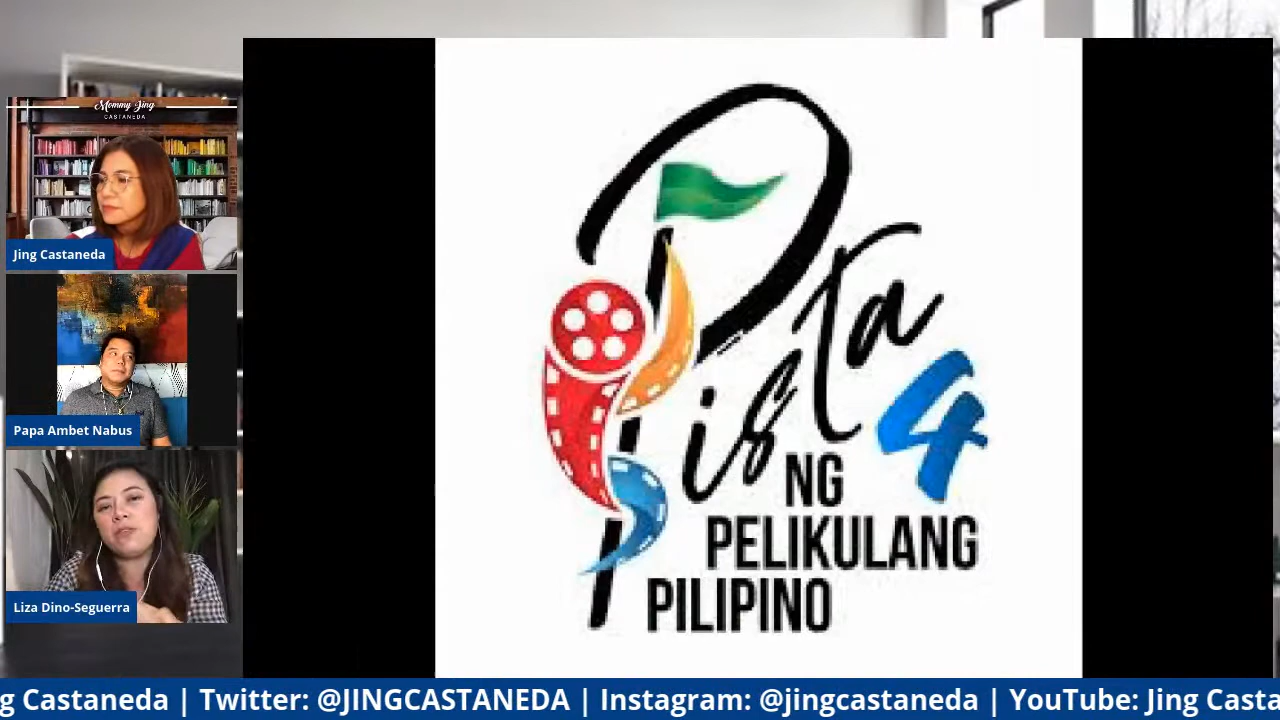 Mommy Jing
CASTANEDA
Jing Castaneda
Papa Ambet Nabus
Liza Dino-Seguerra
Pista 4
NG
PELIKULANG
PILIPINO
g Castaneda | Twitter: @JINGCASTANEDA | Instagram: @jingcastaneda | YouTube: Jing Casta